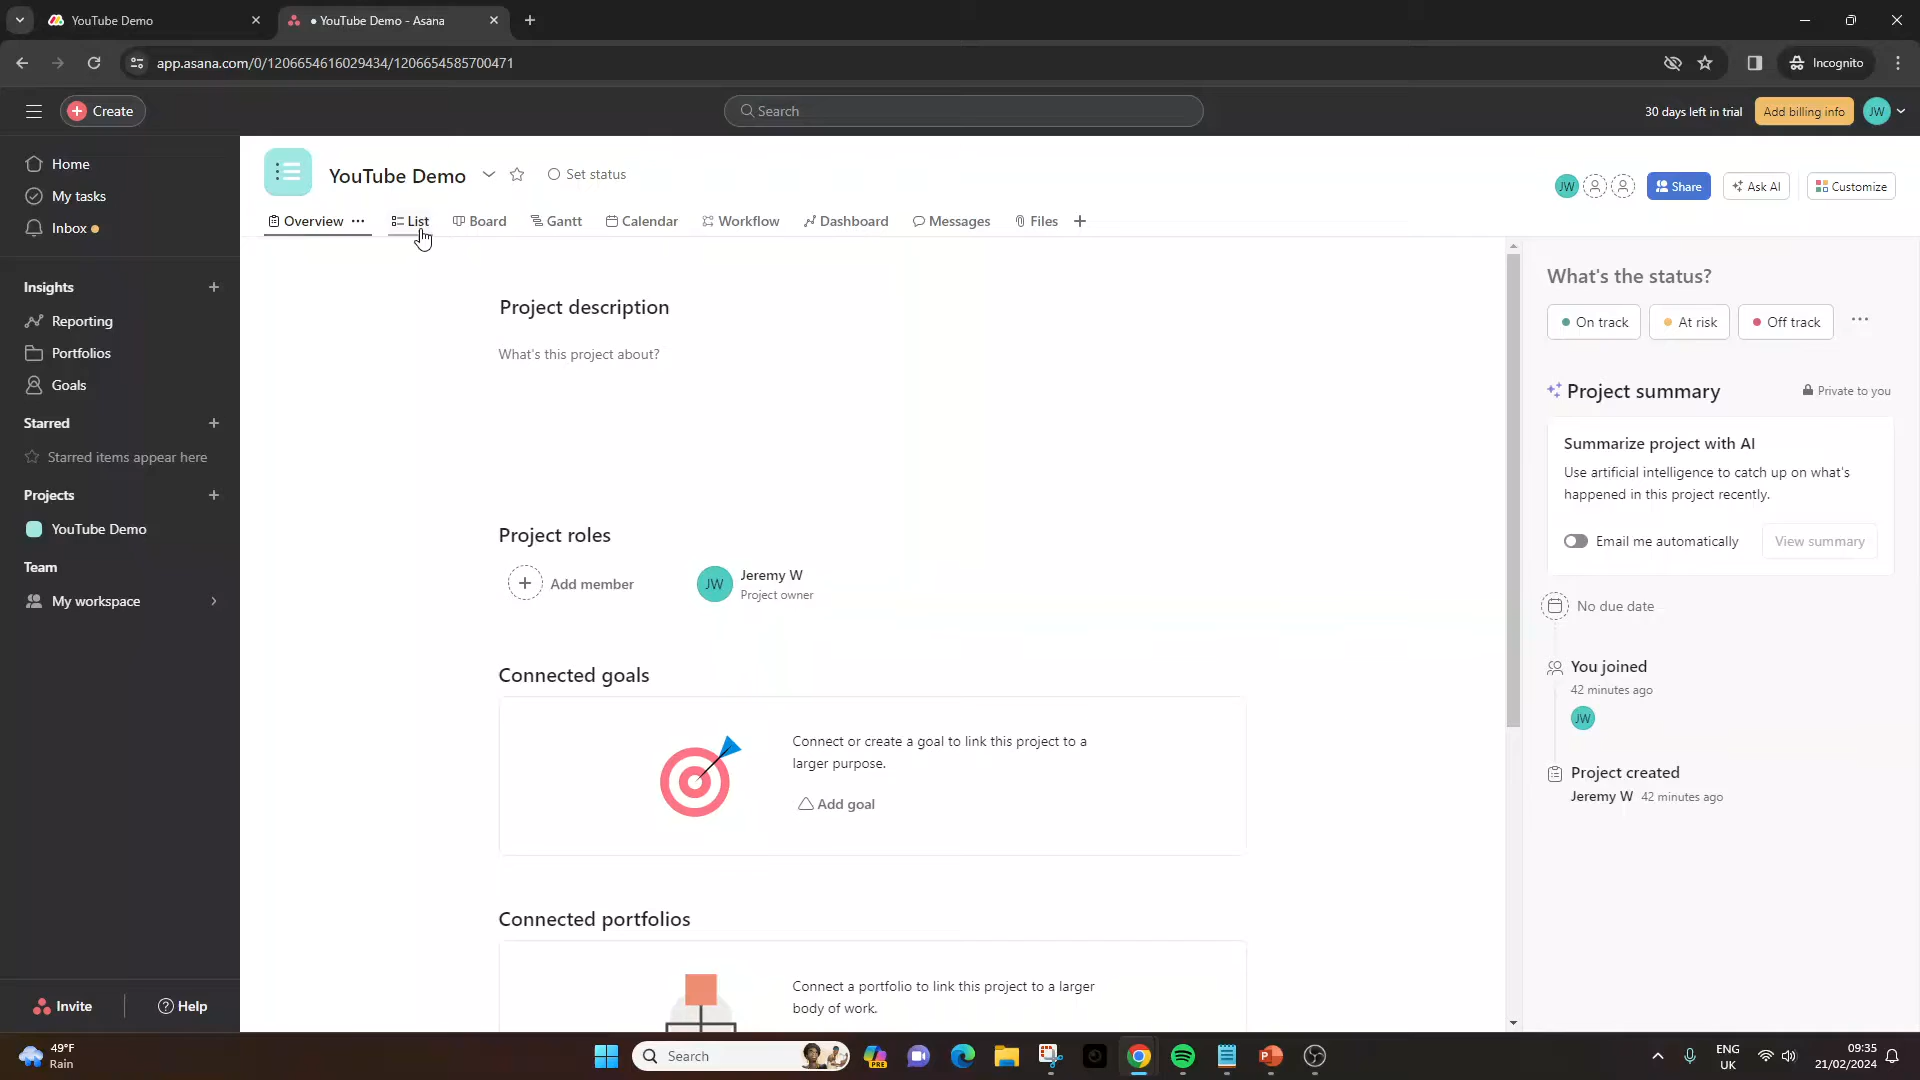 YouTube Demo
YouTube Demo - Asana
app.asana.com/0/1206654616029434/1206654585700471
Incognito
Create
Search
30 days left in trial
Add billing info
JW
Home
My tasks
Inbox
Insights
Reporting
Portfolios
Goals
Starred
Starred items appear here
Projects
YouTube Demo
Team
My workspace
Invite
Help
YouTube Demo
Set status
JW
Share
Ask AI
Customize
Overview
List
Board
Gantt
Calendar
Workflow
Dashboard
Messages
Files
Project description
What's this project about?
Project roles
Add member
JW
Jeremy W
Project owner
Connected goals
Connect or create a goal to link this project to a
larger purpose.
Add goal
Connected portfolios
Connect a portfolio to link this project to a larger
body of work.
What's the status?
On track
At risk
Off track
Project summary
Private to you
Summarize project with AI
Use artificial intelligence to catch up on what's
happened in this project recently.
Email me automatically
View summary
No due date
You joined
42 minutes ago
JW
Project created
Jeremy W 42 minutes ago
49°F
Rain
Search
PRE
ENG
UK
09:35
21/02/2024